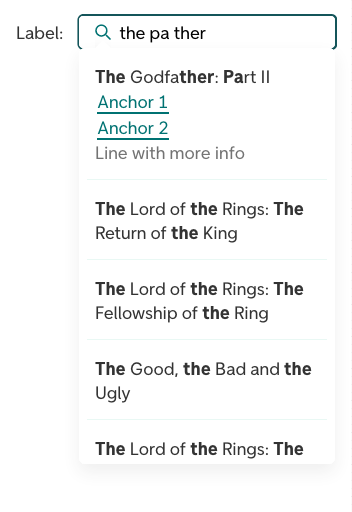 Label:
the pa ther
The Godfather: Part II
Anchor 1
Anchor 2
Line with more info
The Lord of the Rings: The
Return of the King
The Lord of the Rings: The
Fellowship of the Ring
The Good, the Bad and the
Ugly
The Lord of the Rings: The